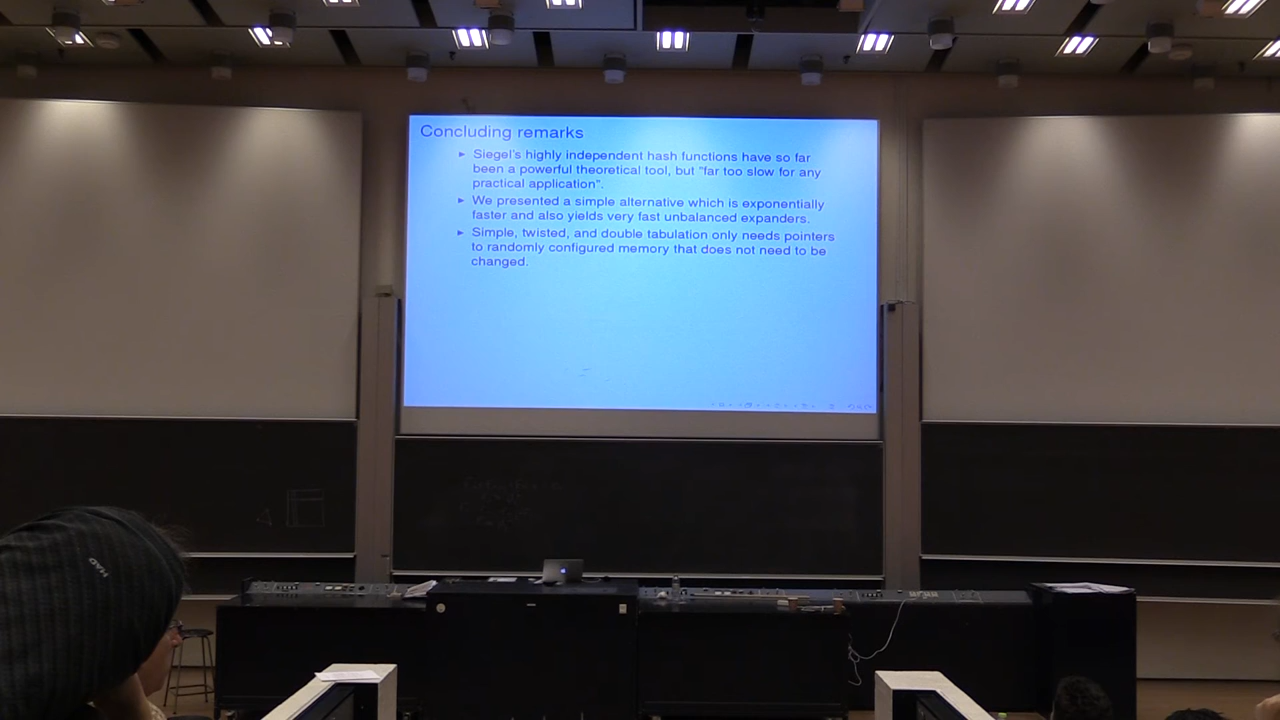 Concluding remarks
► Siegel's highly independent hash functions have so far
been a powerful theoretical tool, but "far too slow for any
practical application".
► We presented a simple alternative which is exponentially
faster and also yields very fast unbalanced expanders.
► Simple, twisted, and double tabulation only needs pointers
to randomly configured memory that does not need to be
changed.